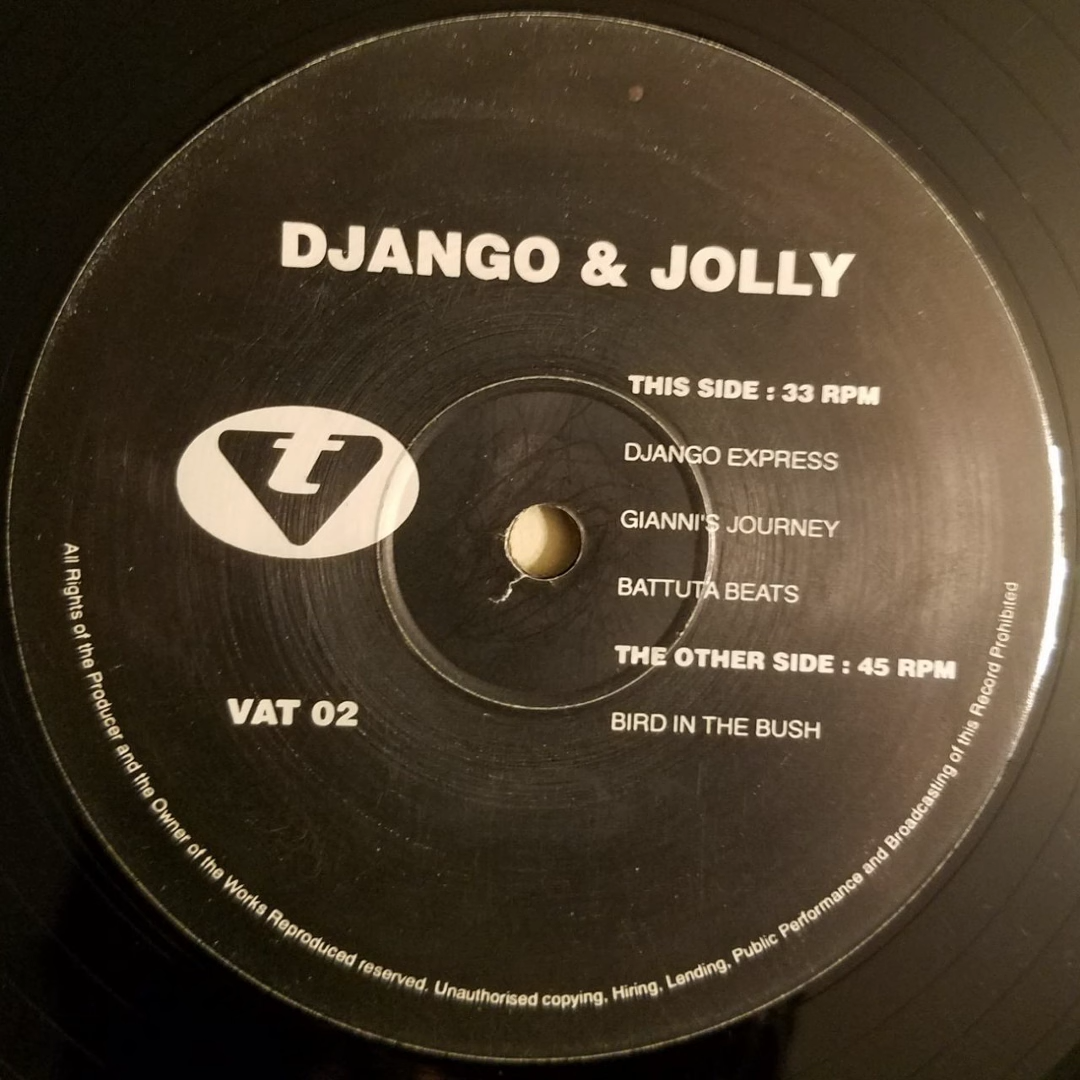 DJANGO & JOLLY
THIS SIDE : 33 RPM
DJANGO EXPRESS
GIANNI'S JOURNEY
BATTUTA BEATS
THE OTHER SIDE : 45 RPM
BIRD IN THE BUSH
t
VAT 02
All Rights of the Producer and the Owner of the Works Reproduced reserved. Unauthorised copying, Hiring, Lending, Public Performance and Broadcasting of this Record Prohibited